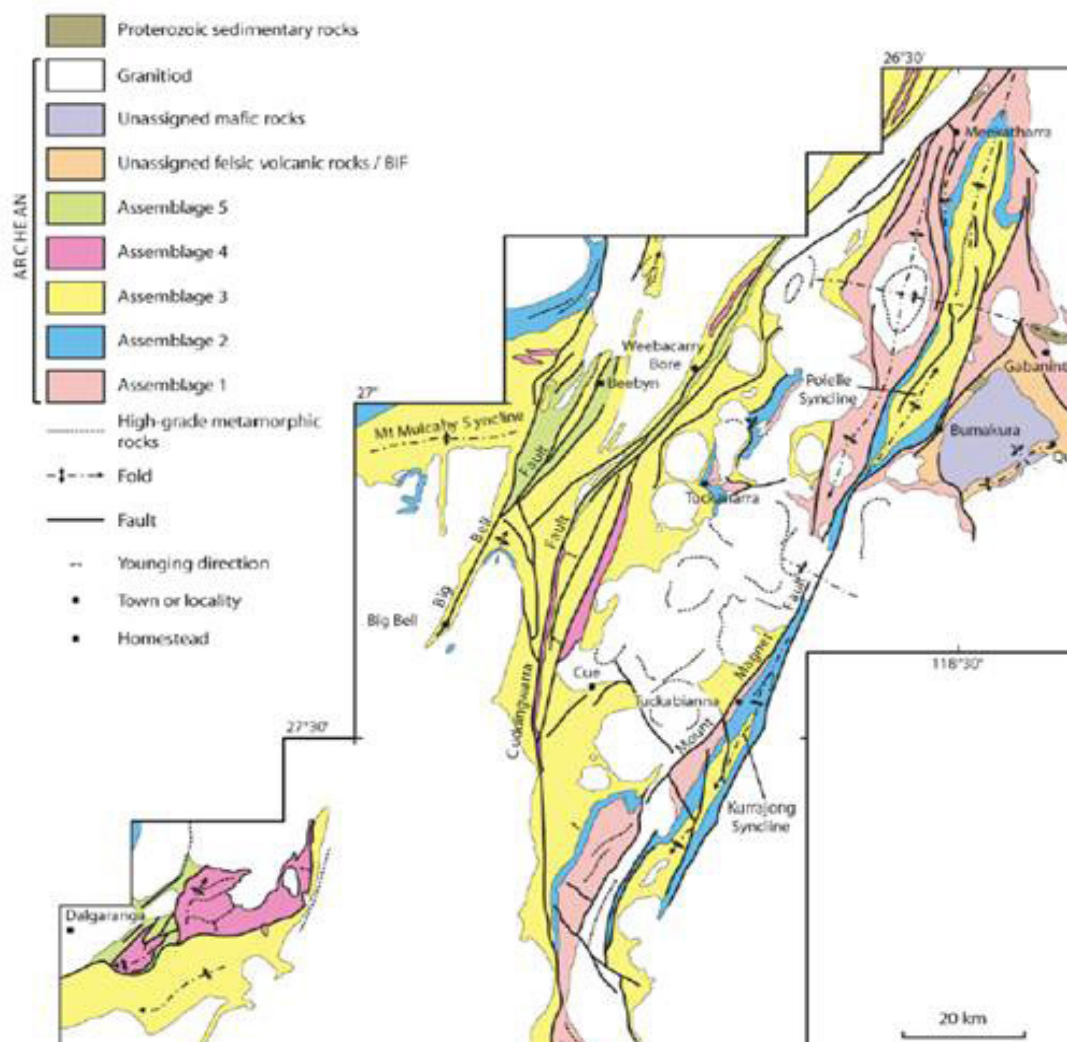 Proterozoic sedimentary rocks
ARCHEAN
Granitiod
Unassigned mafic rocks
Unassigned felsic volcanic rocks / BIF
Assemblage 5
Assemblage 4
Assemblage 3
Assemblage 2
Assemblage 1
High-grade metamorphic
rocks
Fold
Fault
Younging direction
Town or locality
Homestead
26°30'
Meekatharra
Weebacarry
Bore
Gabanint
Beebyn
Polelle
Syncline
27°
Mt Mulcahy Syncline
Burnakura
Tuckanarra
Big Bell Fault
Fault
Big Bell
Cuddingwarra
Cue
Tuckabianna
Mount Magnet Fault
118°30'
27°30'
Kurrajong
Syncline
Dalgaranga
20 km